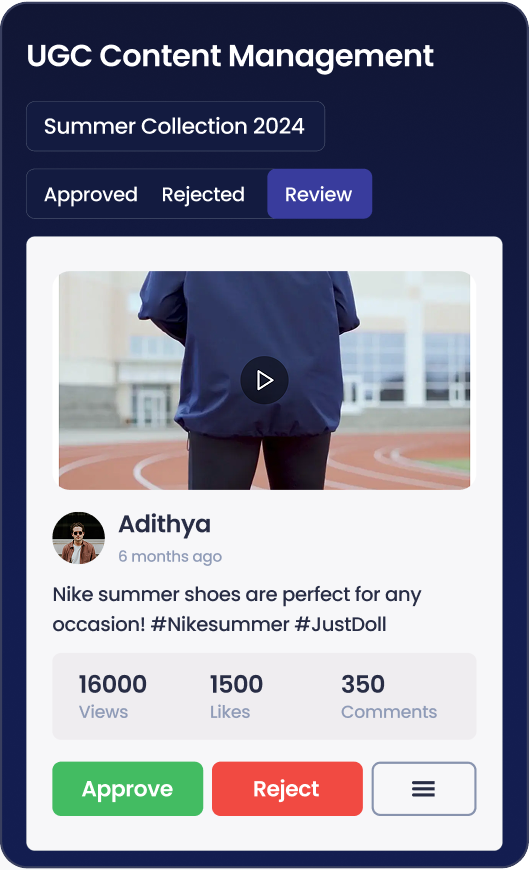 UGC Content Management
Summer Collection 2024
Approved Rejected Review
Adithya
6 months ago
Nike summer shoes are perfect for any
occasion! #Nikesummer #JustDoll
16000 1500 350
Views Likes Comments
Approve Reject